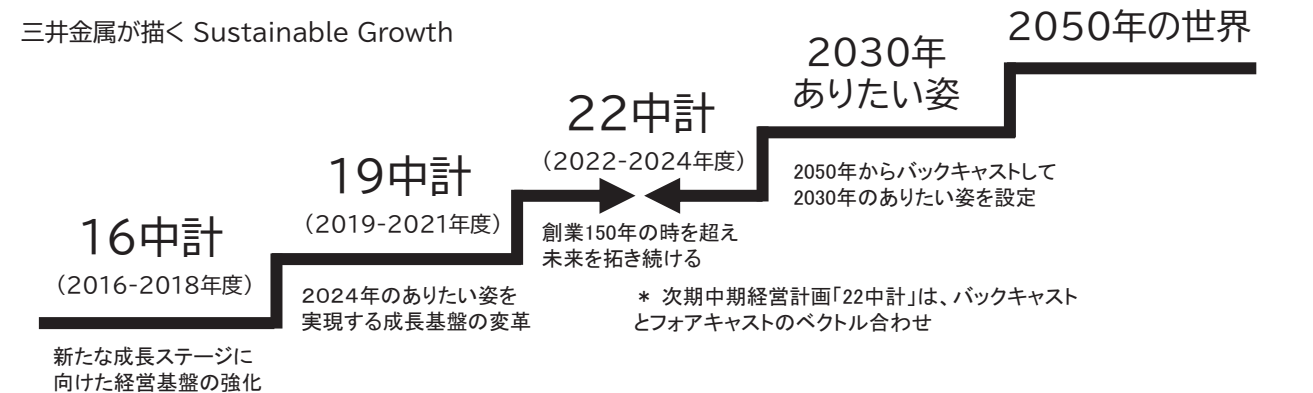 三井金属が描く Sustainable Growth
16中計
（2016-2018年度）
新たな成長ステージに
向けた経営基盤の強化
19中計
（2019-2021年度）
2024年のありたい姿を
実現する成長基盤の変革
22中計
（2022-2024年度）
創業150年の時を超え
未来を拓き続ける
2030年
ありたい姿
2050年からバックキャストして
2030年のありたい姿を設定
2050年の世界
* 次期中期経営計画｢22中計｣は、バックキャスト
とフォアキャストのベクトル合わせ